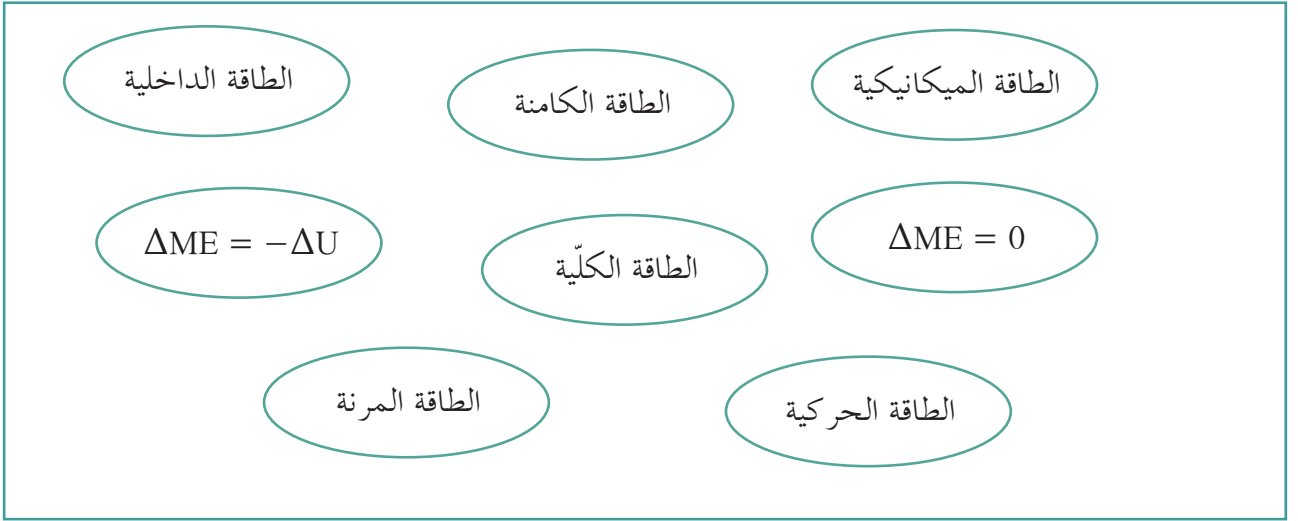 الطاقة الميكانيكية
الطاقة الكامنة
الطاقة الداخلية
ΔME = 0
الطاقة الكلّية
ΔME = −ΔU
الطاقة الحركية
الطاقة المرنة